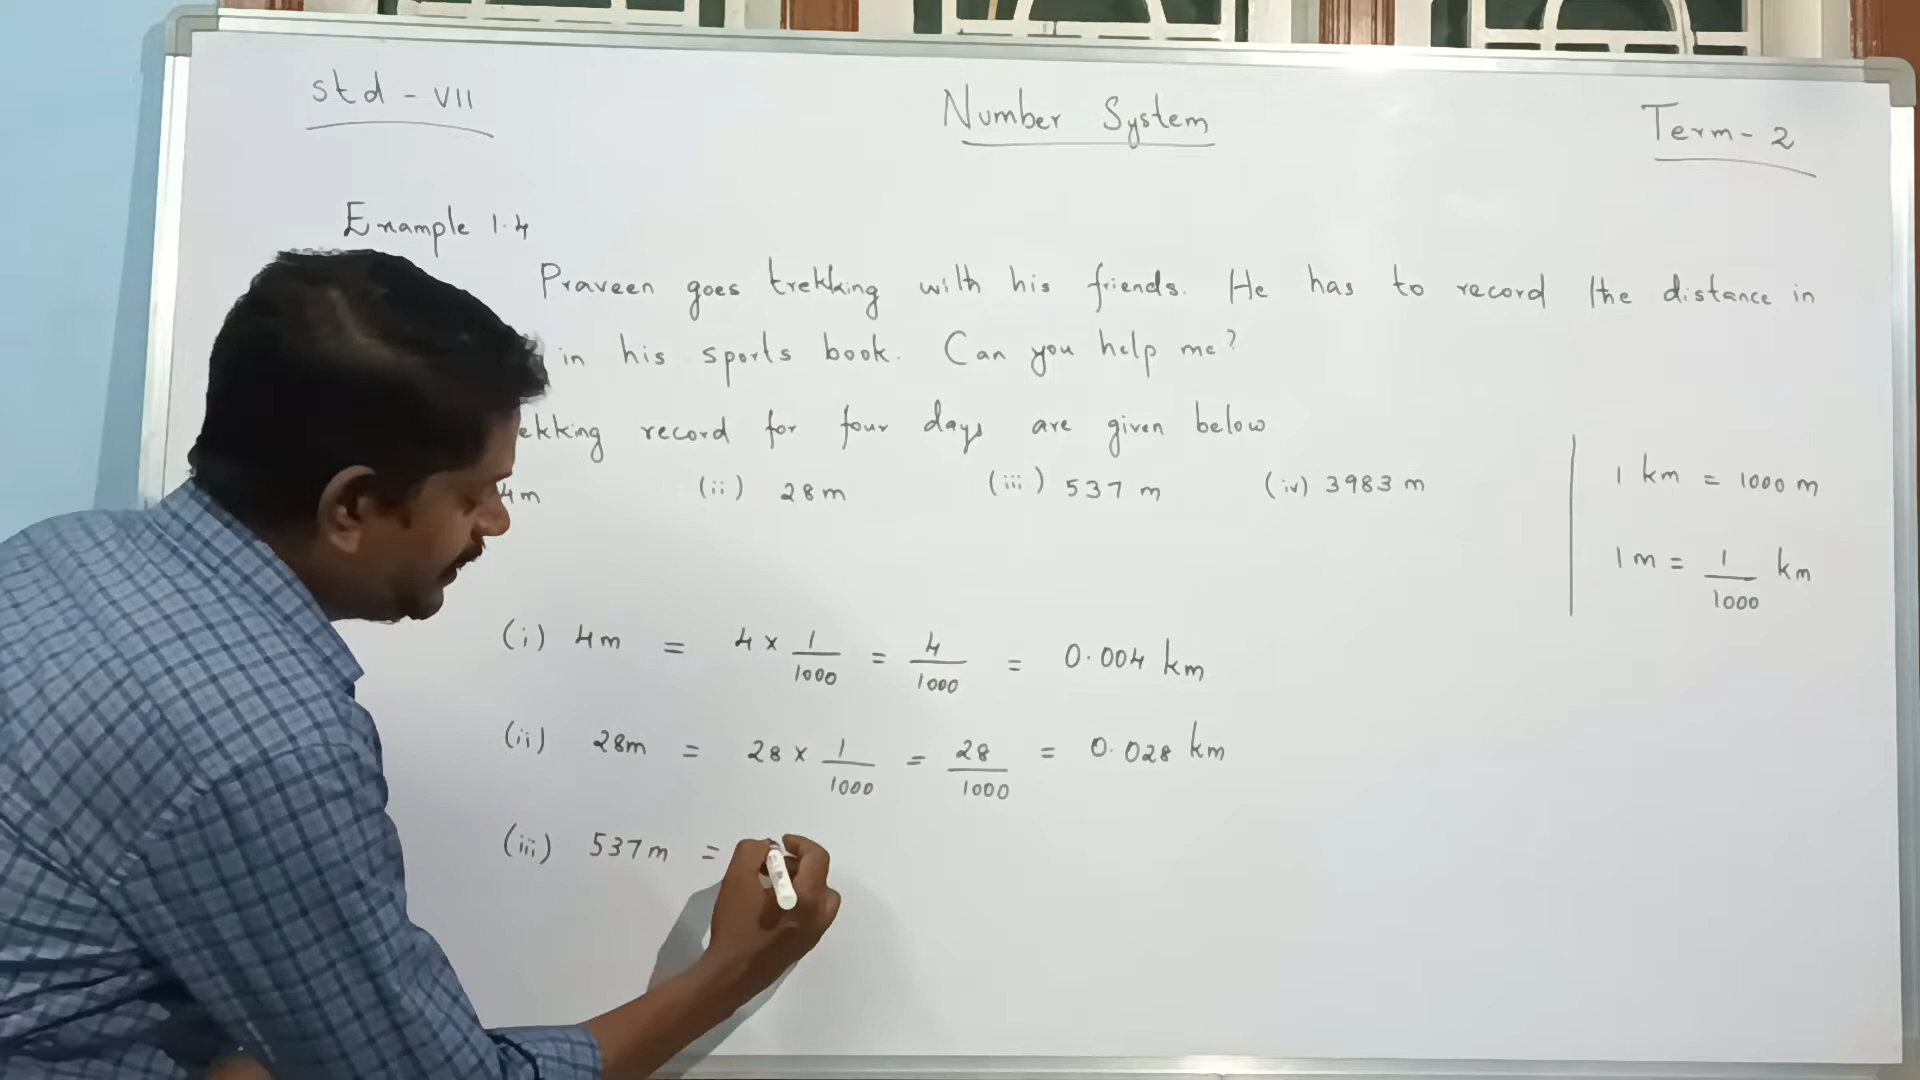 std - VII
Number System
Term - 2
Example 1.4
Praveen goes trekking with his friends. He has to record the distance in
in his sports book. Can you help me?
ekking record for four days are given below
4m (ii) 28m (iii) 537 m (iv) 3983 m
1 km = 1000 m
1 m = 1/1000 km
(i) 4m = 4 × 1/1000 = 4/1000 = 0.004 km
(ii) 28m = 28 × 1/1000 = 28/1000 = 0.028 km
(iii) 537m =